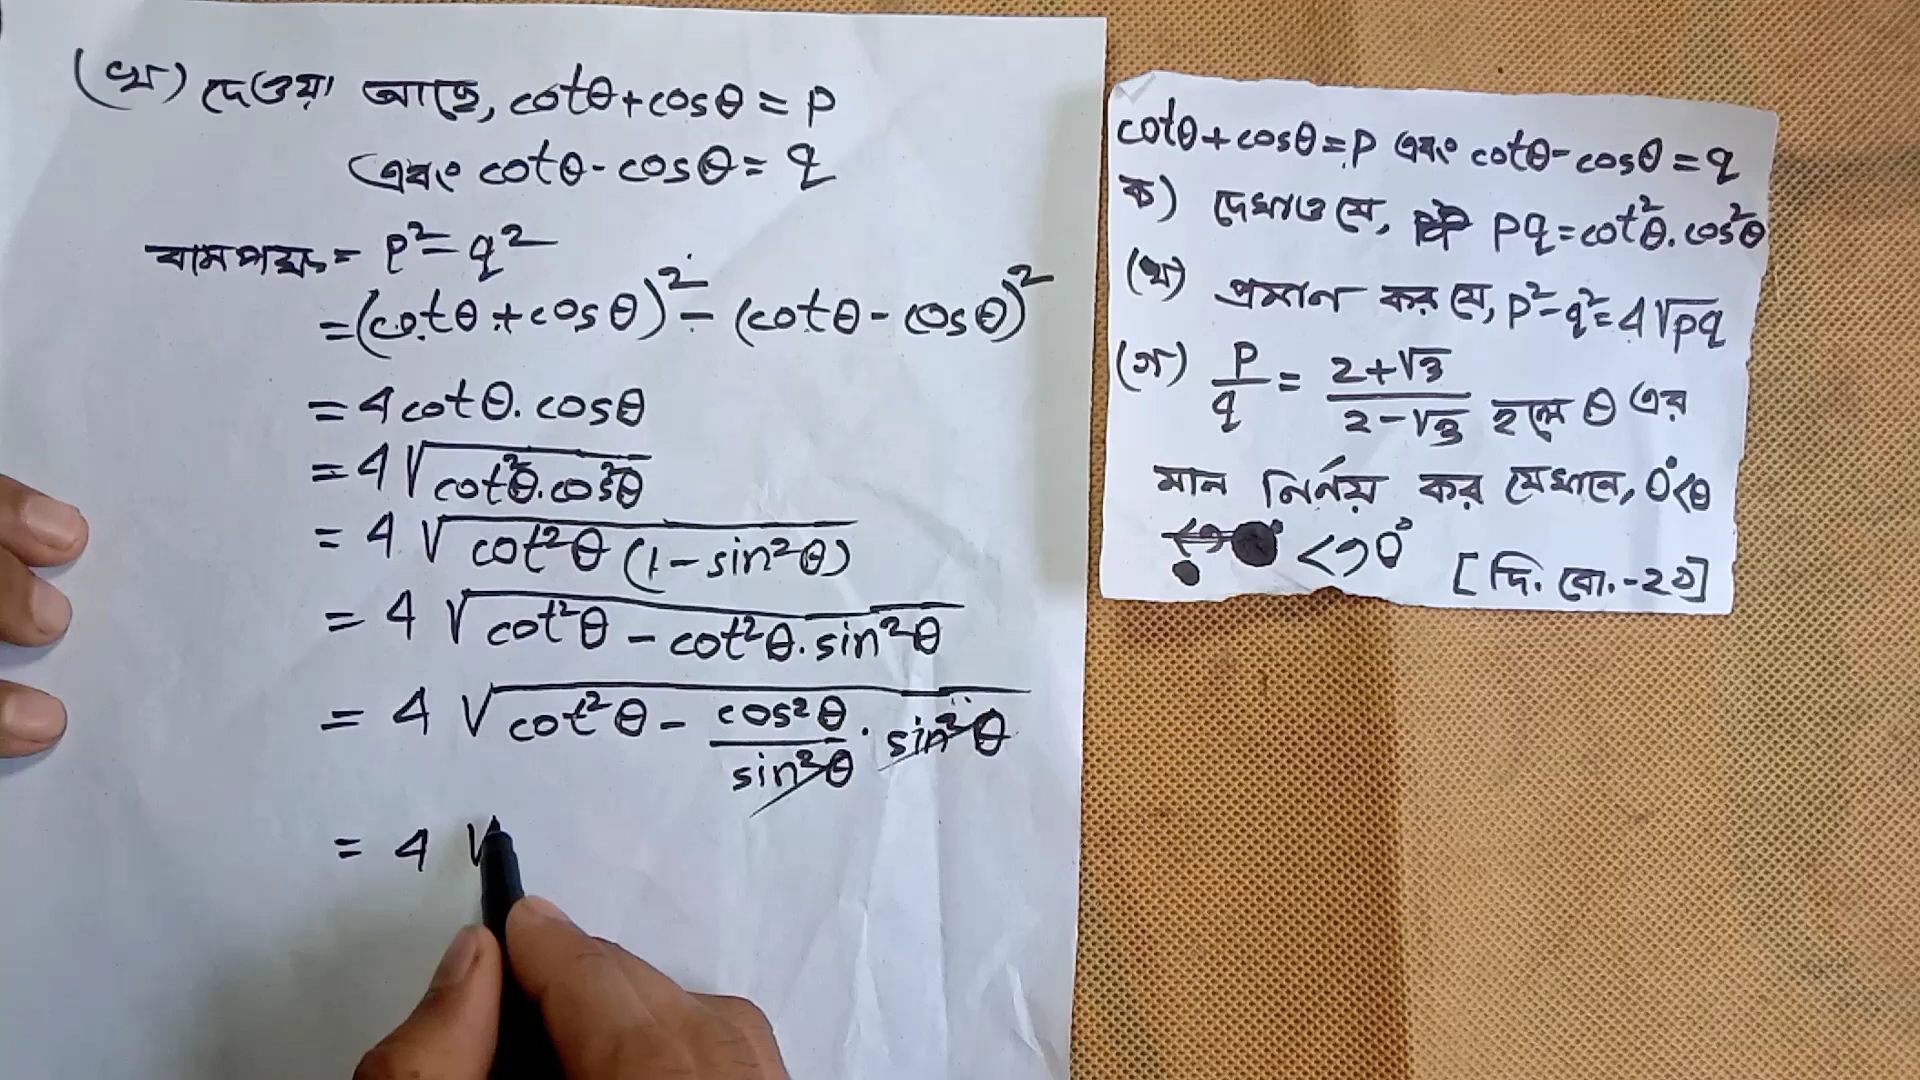 (খ) দেওয়া আছে, cotθ+cosθ = P
এবং cotθ-cosθ = q
বামপক্ষ = p²-q²
=(cotθ+cosθ)² - (cotθ-cosθ)²
= 4cotθ.cosθ
= 4√cot²θ.cos²θ
= 4 √cot²θ(1-sin²θ)
= 4 √cot²θ - cot²θ.sin²θ
= 4 √cot²θ - cos²θ/sin²θ . sin²θ
= 4 √
cotθ+cosθ=P এবং cotθ-cosθ=q
ক) দেখাও যে, pq=cot²θ.cos²θ
(খ) প্রমান কর যে, p²-q²=4√pq
(গ) P/q = 2+√3/2-√3 হলে θ এর
মান নির্নয় কর যেখানে, 0°<θ
<90° [দি. বো.-20]